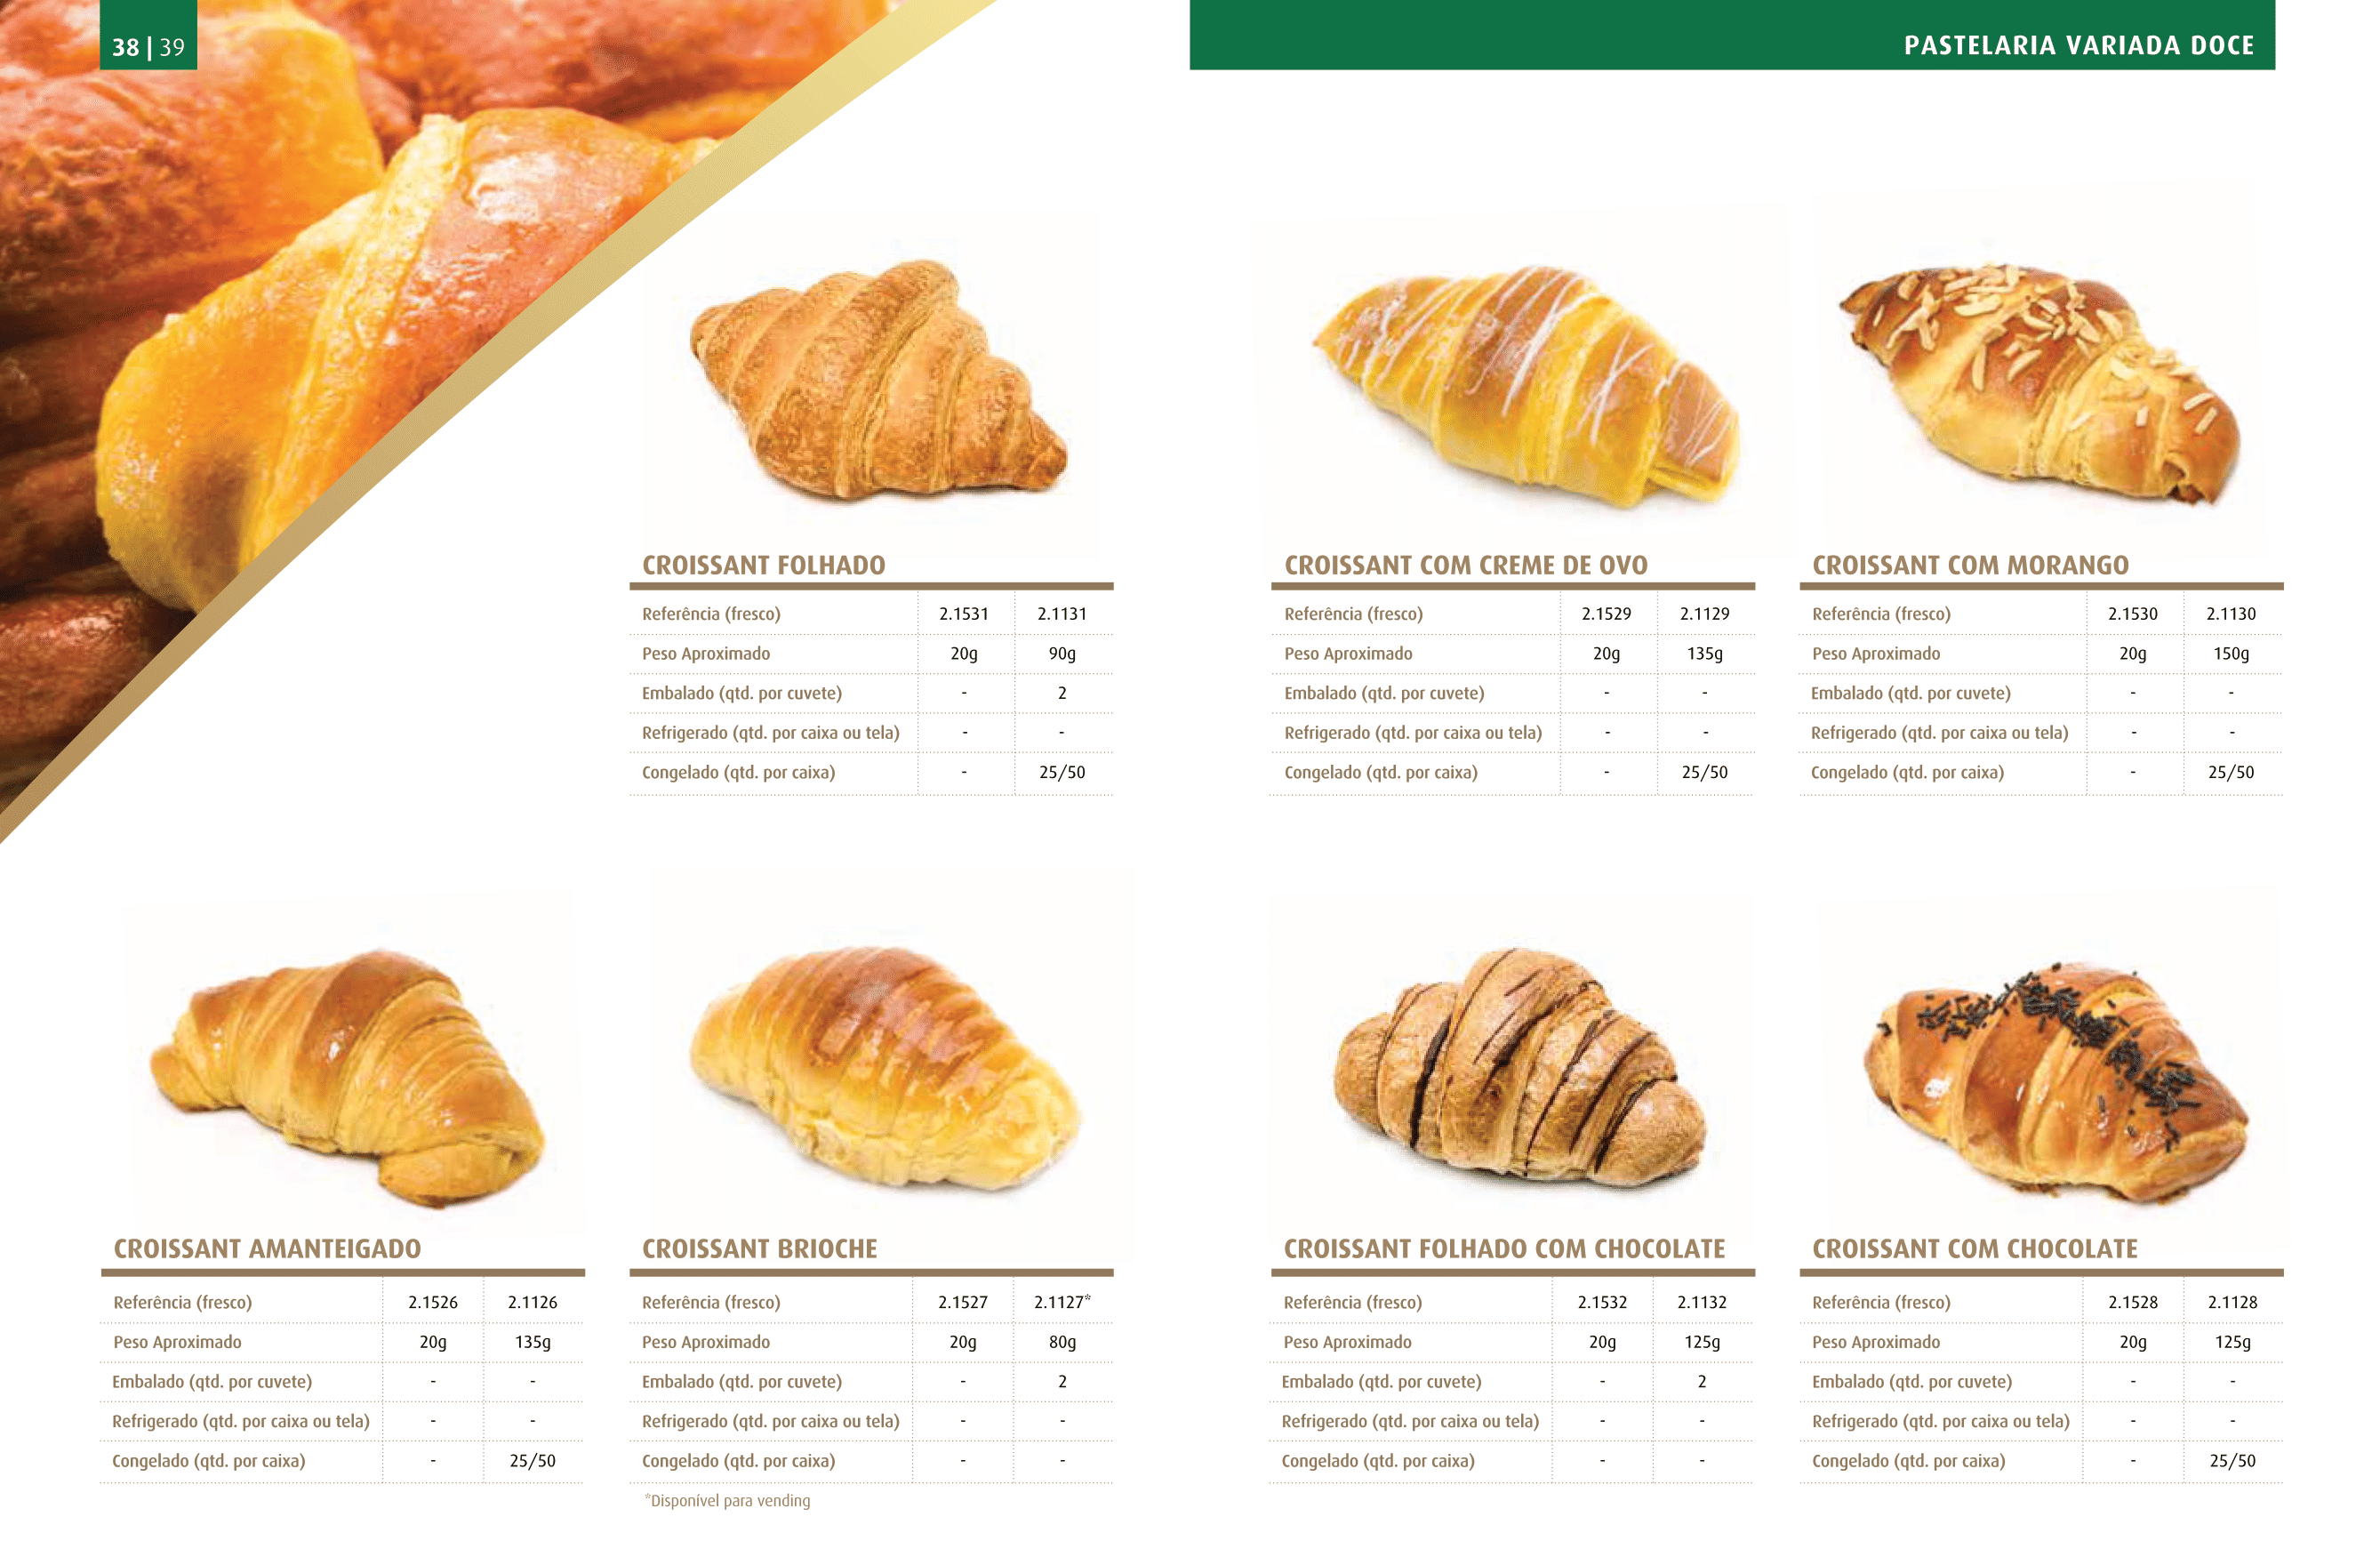 38 | 39
PASTELARIA VARIADA DOCE
CROISSANT FOLHADO
Referência (fresco) 2.1531 2.1131
Peso Aproximado 20g 90g
Embalado (qtd. por cuvete) - 2
Refrigerado (qtd. por caixa ou tela) - -
Congelado (qtd. por caixa) - 25/50
CROISSANT COM CREME DE OVO
Referência (fresco) 2.1529 2.1129
Peso Aproximado 20g 135g
Embalado (qtd. por cuvete) - -
Refrigerado (qtd. por caixa ou tela) - -
Congelado (qtd. por caixa) - 25/50
CROISSANT COM MORANGO
Referência (fresco) 2.1530 2.1130
Peso Aproximado 20g 150g
Embalado (qtd. por cuvete) - -
Refrigerado (qtd. por caixa ou tela) - -
Congelado (qtd. por caixa) - 25/50
CROISSANT AMANTEIGADO
Referência (fresco) 2.1526 2.1126
Peso Aproximado 20g 135g
Embalado (qtd. por cuvete) - -
Refrigerado (qtd. por caixa ou tela) - -
Congelado (qtd. por caixa) - 25/50
CROISSANT BRIOCHE
Referência (fresco) 2.1527 2.1127*
Peso Aproximado 20g 80g
Embalado (qtd. por cuvete) - 2
Refrigerado (qtd. por caixa ou tela) - -
Congelado (qtd. por caixa) - -
*Disponível para vending
CROISSANT FOLHADO COM CHOCOLATE
Referência (fresco) 2.1532 2.1132
Peso Aproximado 20g 125g
Embalado (qtd. por cuvete) - 2
Refrigerado (qtd. por caixa ou tela) - -
Congelado (qtd. por caixa) - -
CROISSANT COM CHOCOLATE
Referência (fresco) 2.1528 2.1128
Peso Aproximado 20g 125g
Embalado (qtd. por cuvete) - -
Refrigerado (qtd. por caixa ou tela) - -
Congelado (qtd. por caixa) - 25/50